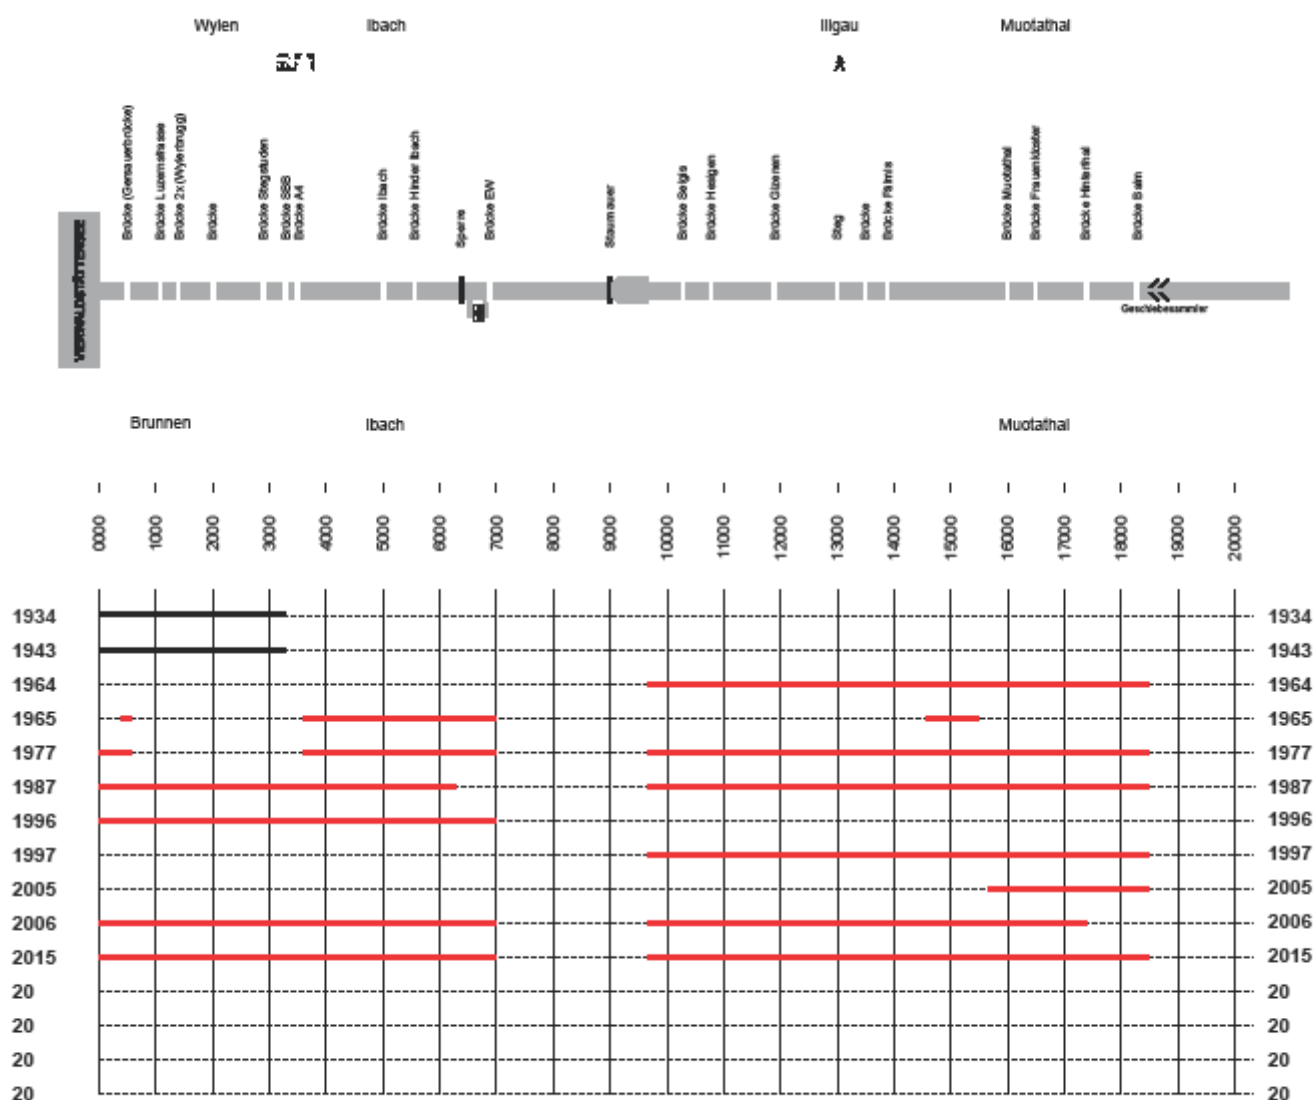 Wylen Ibach Illgau Muotathal
Brücke (Gersauerbrücke)
Brücke Luzernstrasse
Brücke 2x (Wylerbrugg)
Brücke
Brücke Stegstuden
Brücke SBB
Brücke A4
Brücke Ibach
Brücke Hinder Ibach
Sperre
Brücke EW
Staumauer
Brücke Selgis
Brücke Hesigen
Brücke
Steg
Brücke
Brücke
Brücke Muotathal
Brücke Frauenkloster
Brücke Hinterthal
Brücke Balm
VIERWALDSTÄTTERSEE
Geschiebesammler
Brunnen Ibach Muotathal
0000 1000 2000 3000 4000 5000 6000 7000 8000 9000 10000 11000 12000 13000 14000 15000 16000 17000 18000 19000 20000
1934 1934
1943 1943
1964 1964
1965 1965
1977 1977
1987 1987
1996 1996
1997 1997
2005 2005
2006 2006
2015 2015
20 20
20 20
20 20
20 20